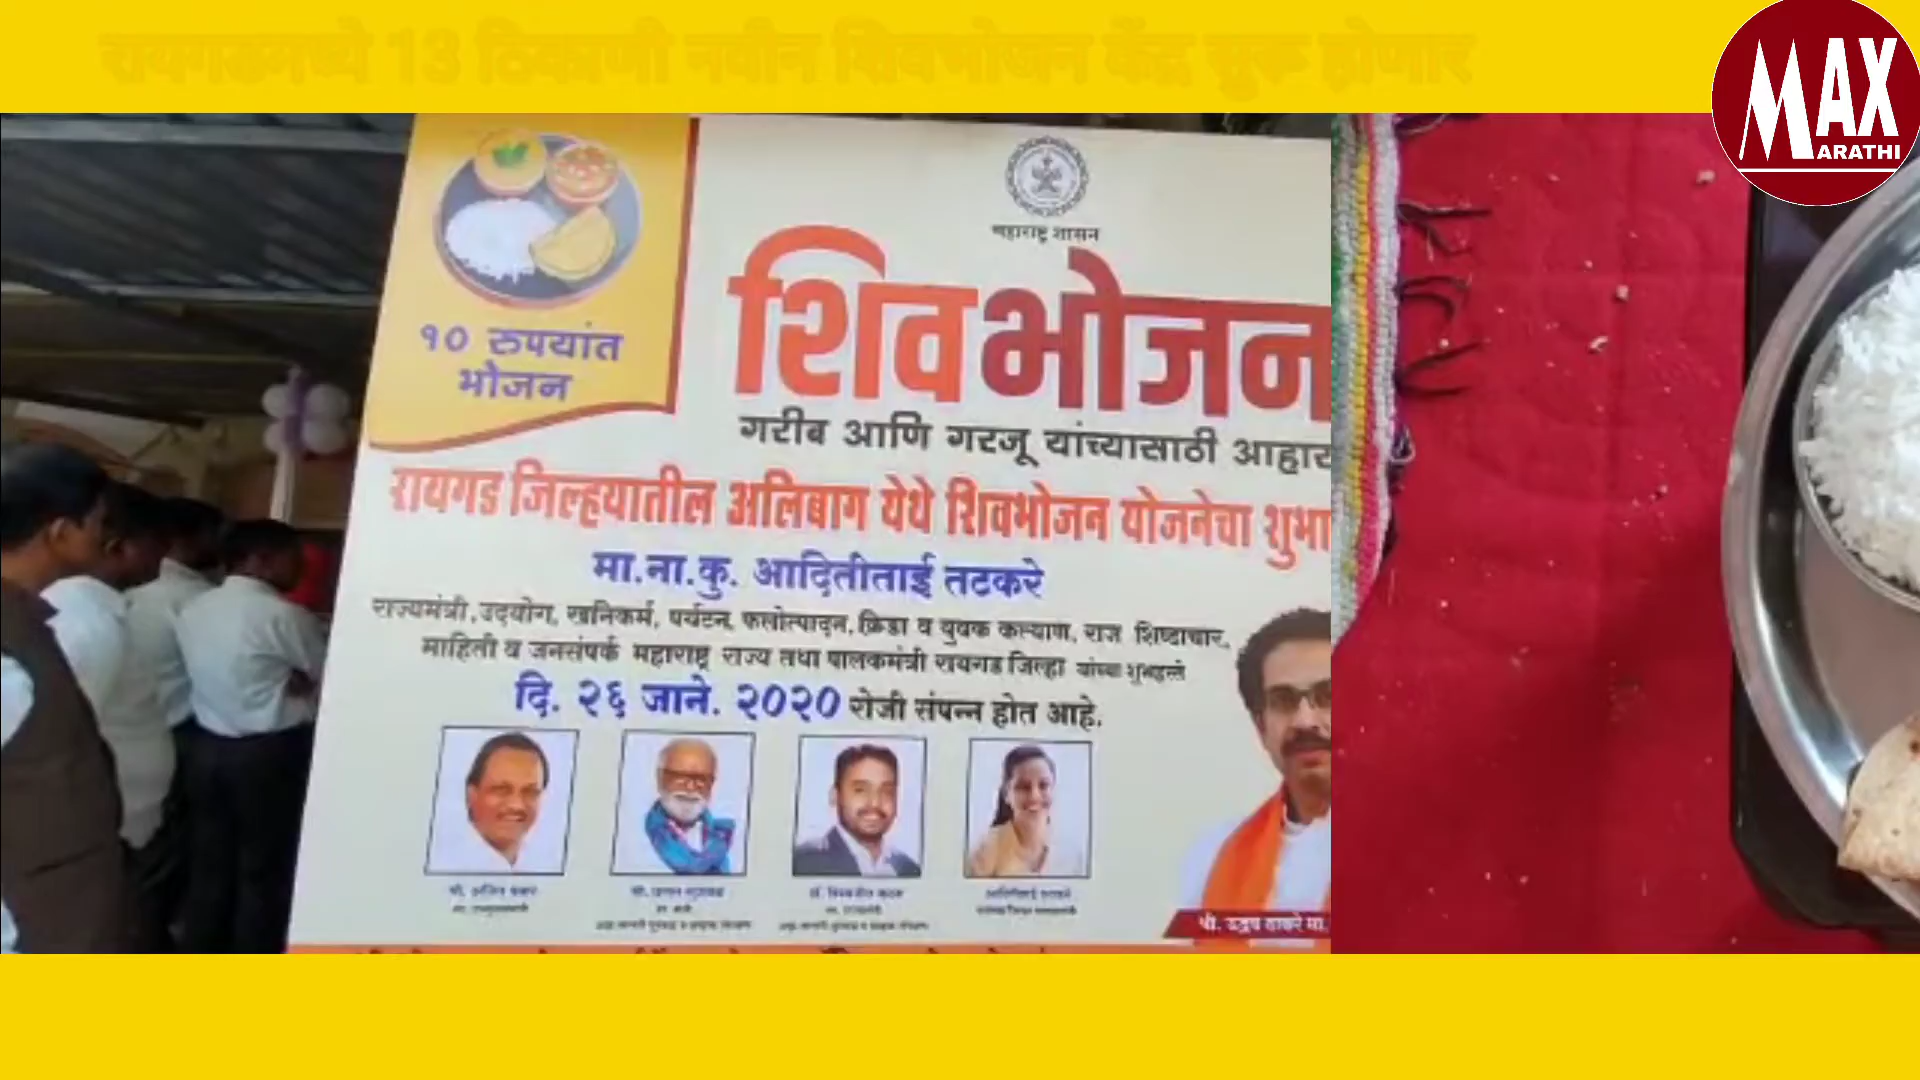 रायगडमध्ये 13 ठिकाणी नवीन शिवभोजन केंद्र सुरू होणार
MAX
MARATHI
महाराष्ट्र शासन
१० रुपयांत
भोजन
शिवभोजन
गरीब आणि गरजू यांच्यासाठी आहार
रायगड जिल्हयातील अलिबाग येथे शिवभोजन योजनेचा शुभा
मा.ना.कु. आदितीताई तटकरे
राज्यमंत्री,उदयोग, खनिकर्म, पर्यटन, फलोत्पादन,क्रिडा व युवक कल्याण, राज शिष्टाचार,
माहिती व जनसंपर्क महाराष्ट्र राज्य तथा पालकमंत्री रायगड जिल्हा यांच्या शुभहस्ते
दि. २६ जाने. २०२० रोजी संपन्न होत आहे.
श्री. उद्धव ठाकरे मा.